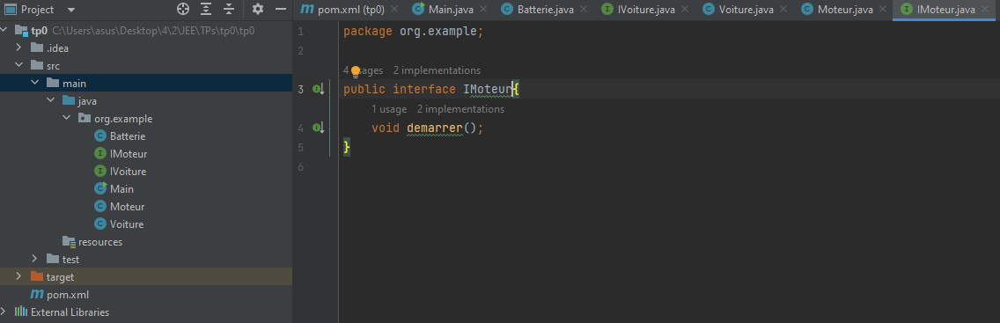 Project
pom.xml (tp0) Main.java Batterie.java IVoiture.java Voiture.java Moteur.java IMoteur.java
tp0 C:\Users\asus\Desktop\4\2\JEE\TPs\tp0\tp0
.idea
src
main
java
org.example
Batterie
IMoteur
IVoiture
Main
Moteur
Voiture
resources
test
target
pom.xml
External Libraries
1 package org.example;
2
4 usages 2 implementations
3 public interface IMoteur{
1 usage 2 implementations
4 void demarrer();
5 }
6